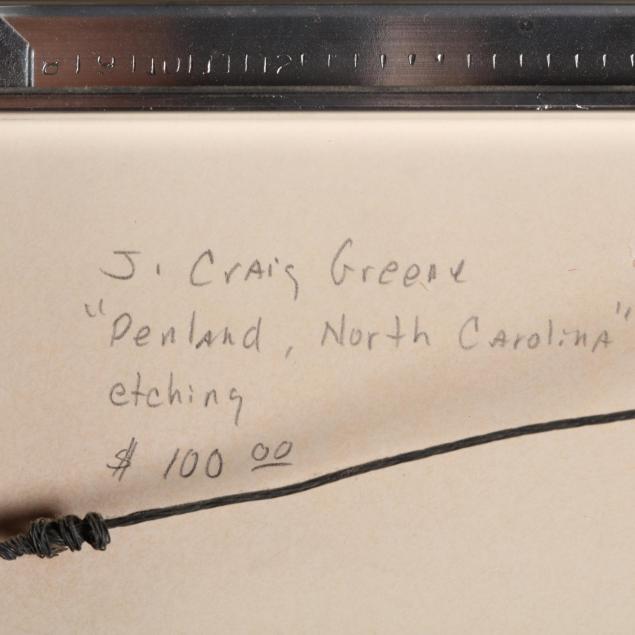 J. Craig Greene
"Penland, North Carolina"
etching
$ 100 00